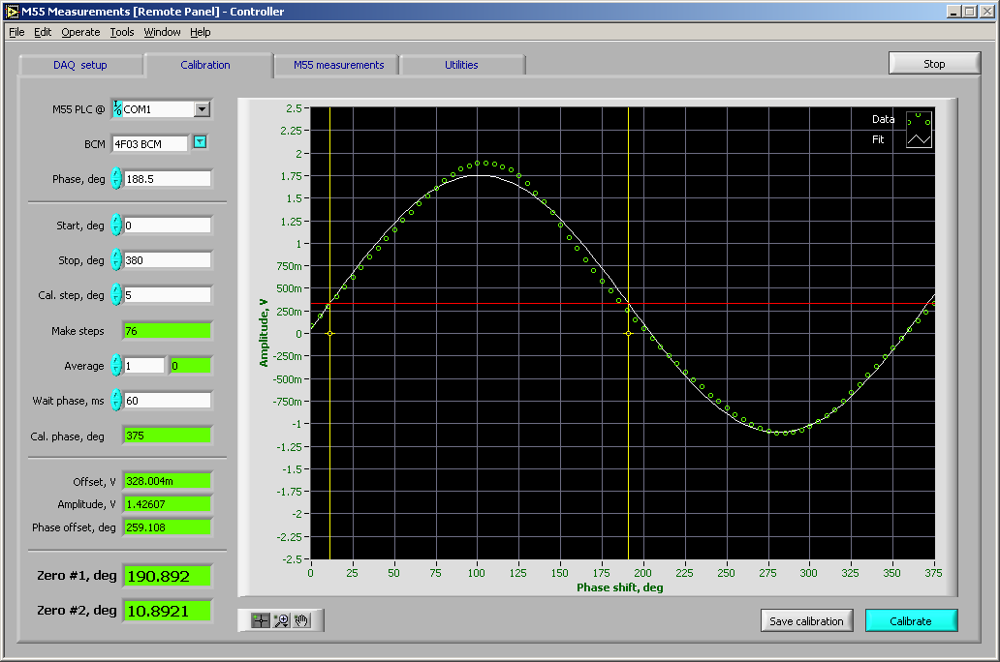 M55 Measurements [Remote Panel] - Controller
File Edit Operate Tools Window Help
DAQ setup Calibration M55 measurements Utilities Stop
M55 PLC @ I/O COM1
BCM 4F03 BCM
Phase, deg 188.5
Start, deg 0
Stop, deg 380
Cal. step, deg 5
Make steps 76
Average 1 0
Wait phase, ms 60
Cal. phase, deg 375
Offset, V 328.004m
Amplitude, V 1.42607
Phase offset, deg 259.108
Zero #1, deg 190.892
Zero #2, deg 10.8921
Amplitude, V
2.5
2.25
2
1.75
1.5
1.25
1
750m
500m
250m
0
-250m
-500m
-750m
-1
-1.25
-1.5
-1.75
-2
-2.25
-2.5
Data
Fit
0 25 50 75 100 125 150 175 200 225 250 275 300 325 350 375
Phase shift, deg
Save calibration Calibrate